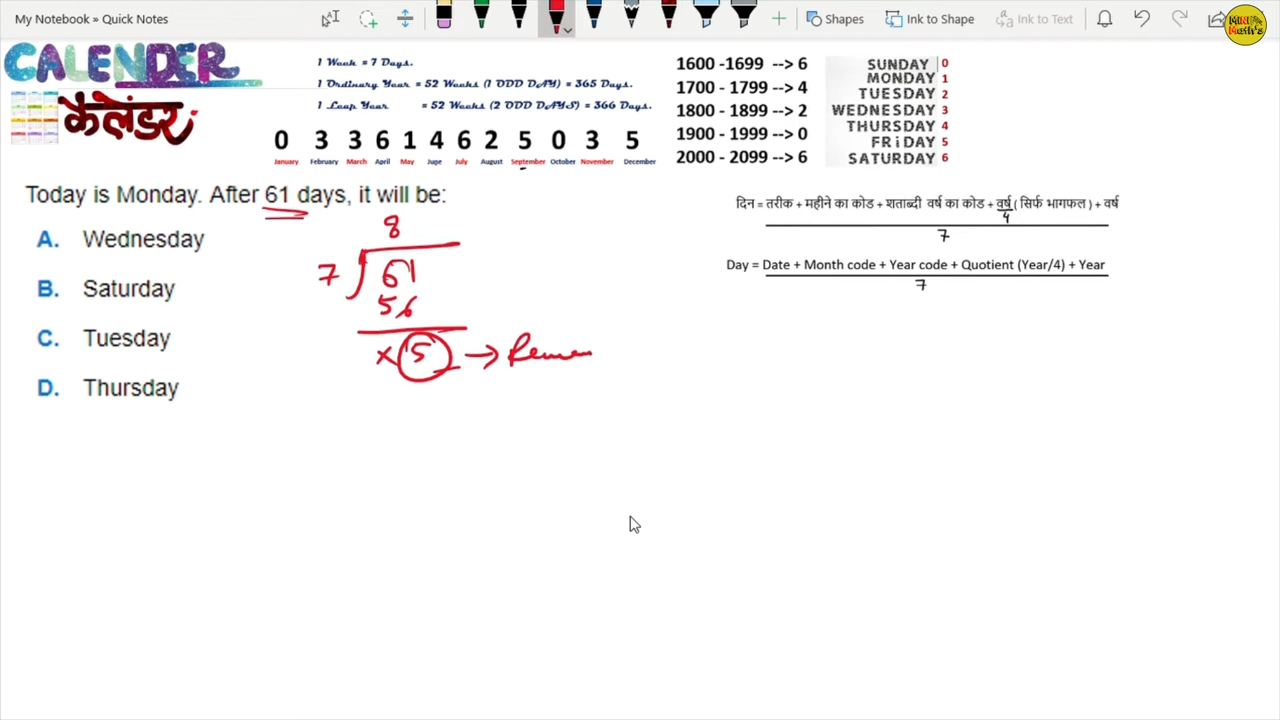 My Notebook » Quick Notes
Shapes
Ink to Shape
Ink to Text
MINI
Math's
CALENDER
कैलेंडर
1 Week = 7 Days.
1 Ordinary Year = 52 Weeks (1 ODD DAY) = 365 Days.
1 Leap Year = 52 Weeks (2 ODD DAYS) = 366 Days.
0 3 3 6 1 4 6 2 5 0 3 5
January February March April May June July August September October November December
1600 -1699 --> 6
1700 - 1799 --> 4
1800 - 1899 --> 2
1900 - 1999 --> 0
2000 - 2099 --> 6
SUNDAY 0
MONDAY 1
TUESDAY 2
WEDNESDAY 3
THURSDAY 4
FRiDAY 5
SATURDAY 6
Today is Monday. After 61 days, it will be:
A. Wednesday
B. Saturday
C. Tuesday
D. Thursday
8
7 61
56
× 5 →
दिन = तरीक + महीने का कोड + शताब्दी वर्ष का कोड + वर्ष ( सिर्फ भागफल ) + वर्ष
4
7
Day = Date + Month code + Year code + Quotient (Year/4) + Year
7